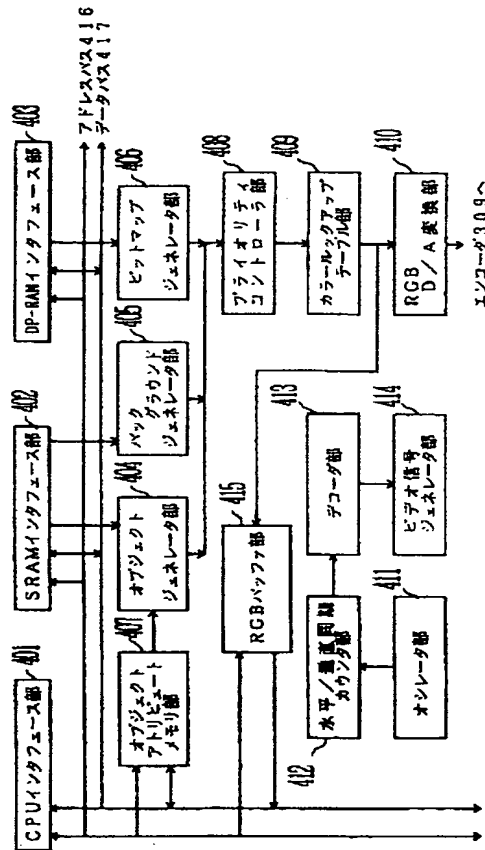 CPUインタフェース部 401
SRAMインタフェース部 402
DP-RAMインタフェース部 403
アドレスバス416
データバス417
オブジェクト
アトリビュート
メモリ部
407
オブジェクト
ジェネレータ部
404
バック
グラウンド
ジェネレータ部
405
ビットマップ
ジェネレータ部
406
プライオリティ
コントローラ部
408
カラールックアップ
テーブル部
409
RGB
D/A変換部
410
エンコーダ309へ
RGBバッファ部
415
水平/垂直同期
カウンタ部
412
デコーダ部
413
オシレータ部
411
ビデオ信号
ジェネレータ部
414